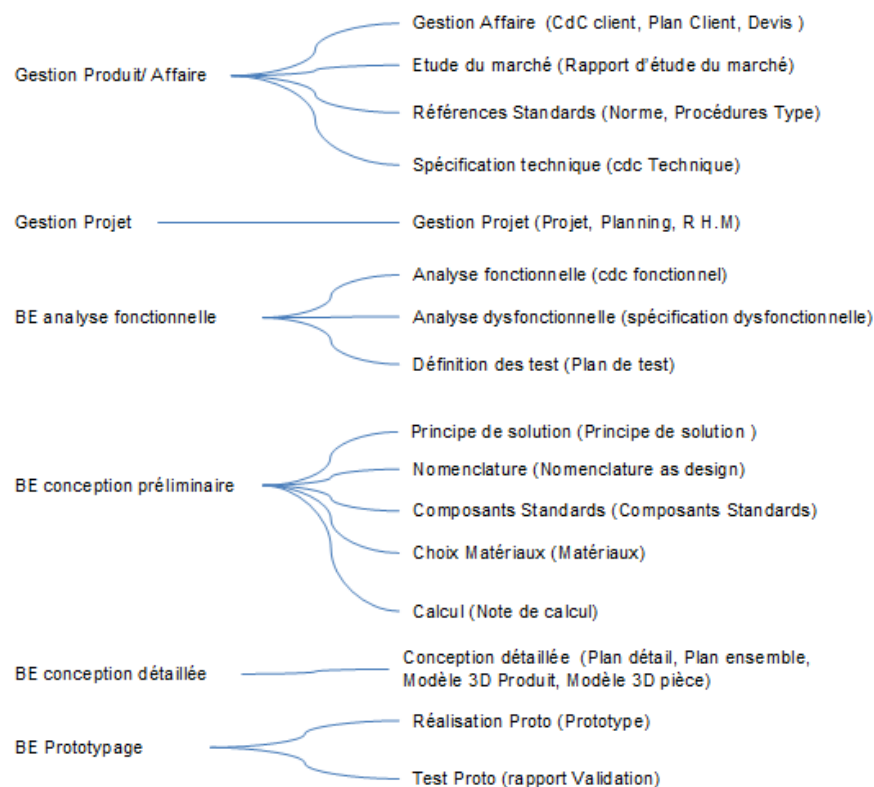 Gestion Produit/ Affaire
Gestion Affaire (CdC client, Plan Client, Devis )
Etude du marché (Rapport d'étude du marché)
Références Standards (Norme, Procédures Type)
Spécification technique (cdc Technique)
Gestion Projet
Gestion Projet (Projet, Planning, R H.M)
BE analyse fonctionnelle
Analyse fonctionnelle (cdc fonctionnel)
Analyse dysfonctionnelle (spécification dysfonctionnelle)
Définition des test (Plan de test)
BE conception préliminaire
Principe de solution (Principe de solution )
Nomenclature (Nomenclature as design)
Composants Standards (Composants Standards)
Choix Matériaux (Matériaux)
Calcul (Note de calcul)
BE conception détaillée
Conception détaillée (Plan détail, Plan ensemble,
Modèle 3D Produit, Modèle 3D pièce)
BE Prototypage
Réalisation Proto (Prototype)
Test Proto (rapport Validation)